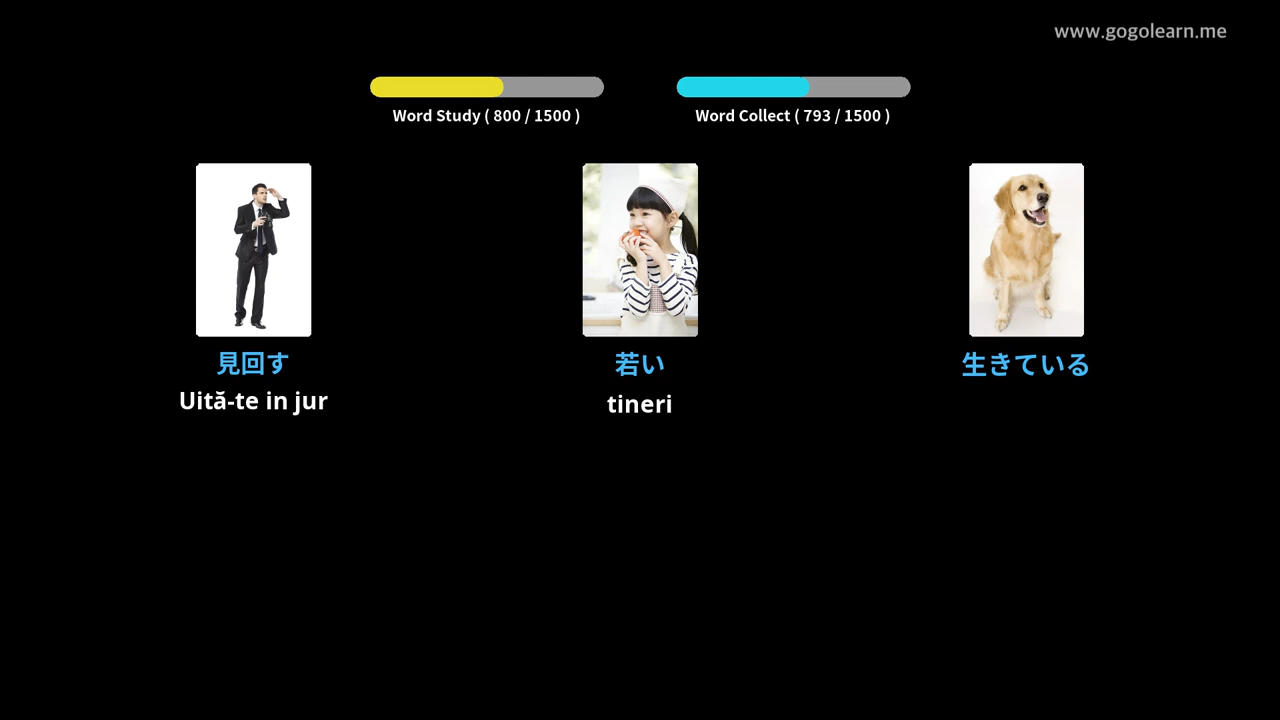 www.gogolearn.me
Word Study ( 800 / 1500 )
Word Collect ( 793 / 1500 )
見回す
若い
生きている
Uită-te in jur
tineri